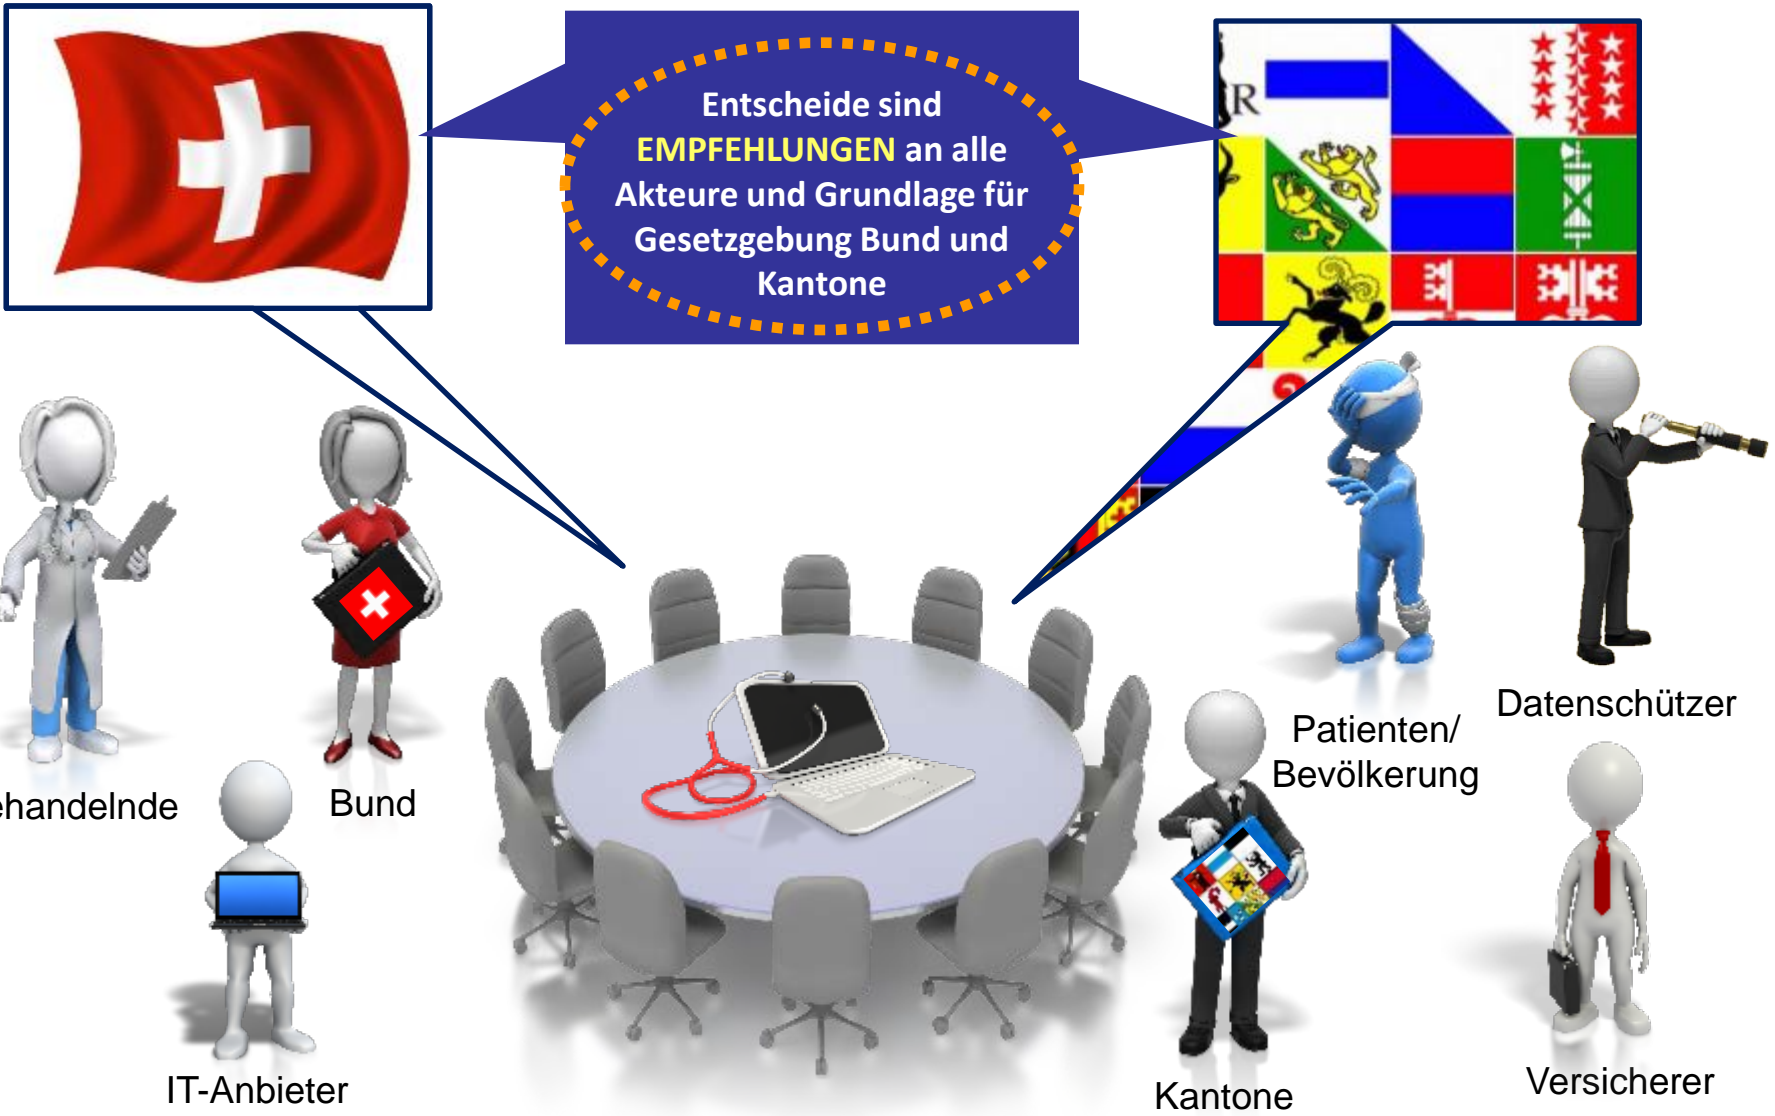 Entscheide sind
EMPFEHLUNGEN an alle
Akteure und Grundlage für
Gesetzgebung Bund und
Kantone
R
Datenschützer
Patienten/
Bevölkerung
ehandelnde
Bund
IT-Anbieter
Kantone
Versicherer